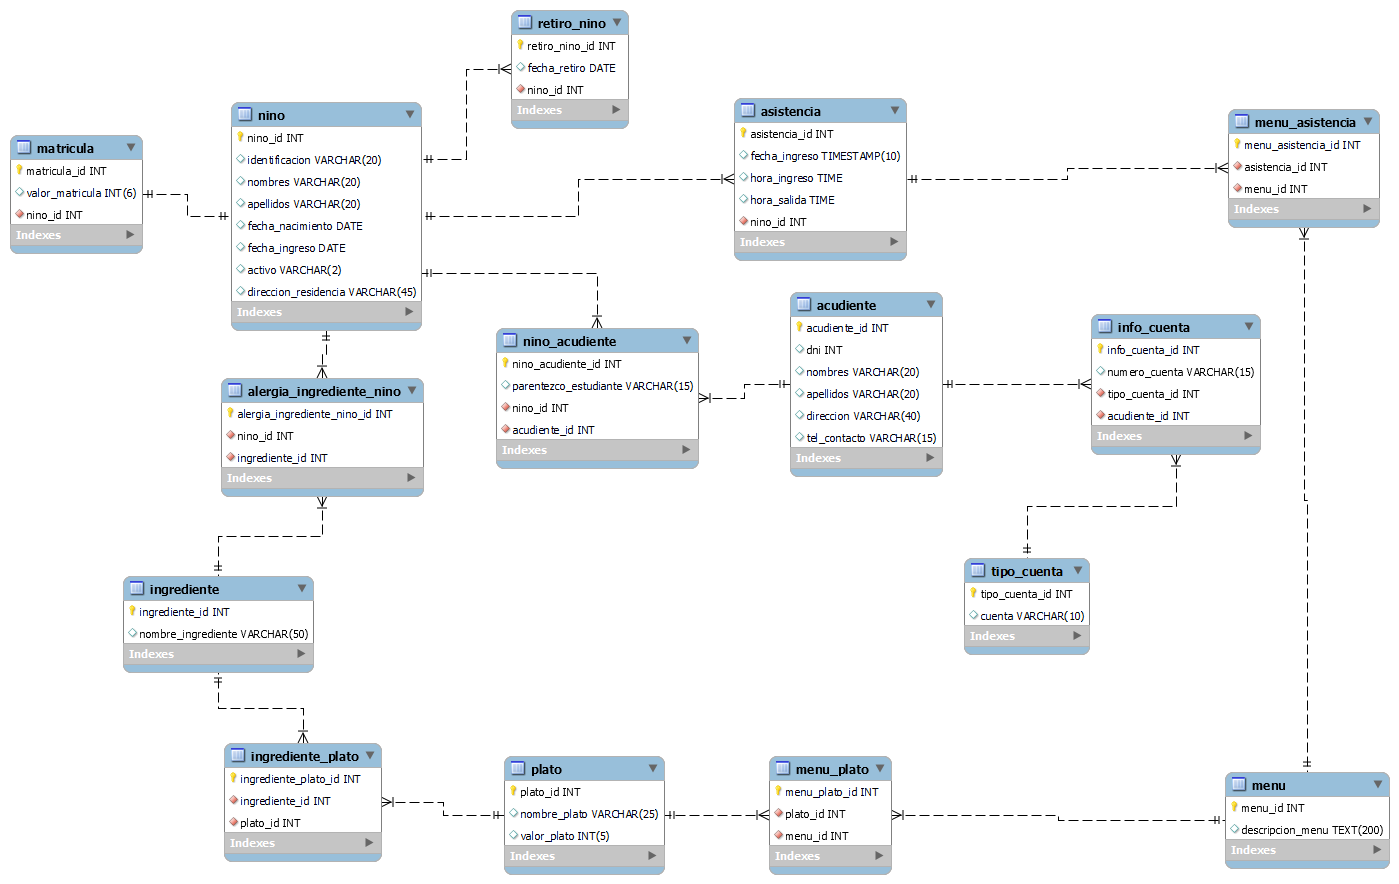 retiro_nino
retiro_nino_id INT
fecha_retiro DATE
nino_id INT
Indexes
nino
nino_id INT
identificacion VARCHAR(20)
nombres VARCHAR(20)
apellidos VARCHAR(20)
fecha_nacimiento DATE
fecha_ingreso DATE
activo VARCHAR(2)
direccion_residencia VARCHAR(45)
Indexes
asistencia
asistencia_id INT
fecha_ingreso TIMESTAMP(10)
hora_ingreso TIME
hora_salida TIME
nino_id INT
Indexes
menu_asistencia
menu_asistencia_id INT
asistencia_id INT
menu_id INT
Indexes
matricula
matricula_id INT
valor_matricula INT(6)
nino_id INT
Indexes
acudiente
acudiente_id INT
dni INT
nombres VARCHAR(20)
apellidos VARCHAR(20)
direccion VARCHAR(40)
tel_contacto VARCHAR(15)
Indexes
info_cuenta
info_cuenta_id INT
numero_cuenta VARCHAR(15)
tipo_cuenta_id INT
acudiente_id INT
Indexes
nino_acudiente
nino_acudiente_id INT
parentezco_estudiante VARCHAR(15)
nino_id INT
acudiente_id INT
Indexes
alergia_ingrediente_nino
alergia_ingrediente_nino_id INT
nino_id INT
ingrediente_id INT
Indexes
tipo_cuenta
tipo_cuenta_id INT
cuenta VARCHAR(10)
Indexes
ingrediente
ingrediente_id INT
nombre_ingrediente VARCHAR(50)
Indexes
ingrediente_plato
ingrediente_plato_id INT
ingrediente_id INT
plato_id INT
Indexes
plato
plato_id INT
nombre_plato VARCHAR(25)
valor_plato INT(5)
Indexes
menu_plato
menu_plato_id INT
plato_id INT
menu_id INT
Indexes
menu
menu_id INT
descripcion_menu TEXT(200)
Indexes